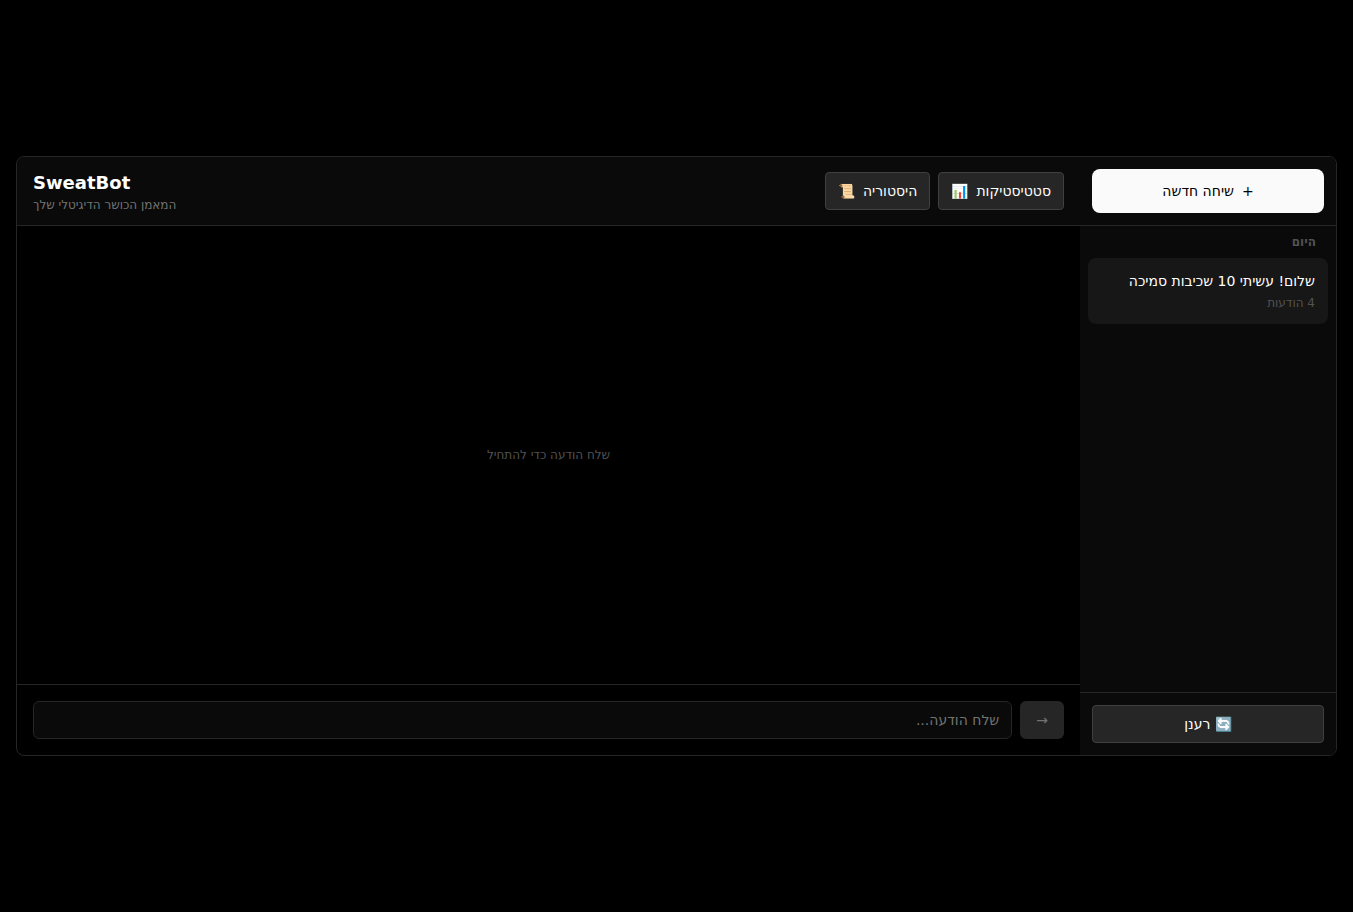 + שיחה חדשה
סטטיסטיקות 📊
היסטוריה 📜
SweatBot
המאמן הכושר הדיגיטלי שלך
היום
שלום! עשיתי 10 שכיבות סמיכה
4 הודעות
שלח הודעה כדי להתחיל
שלח הודעה...
→
🔄 רענן